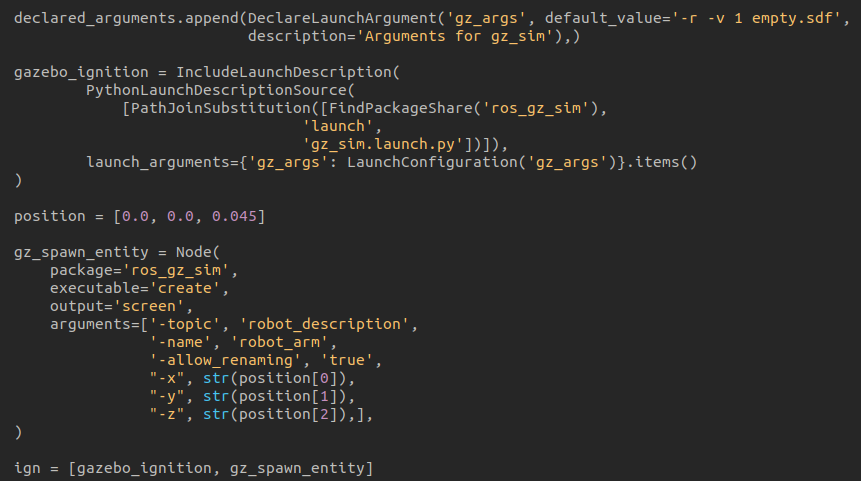 declared_arguments.append(DeclareLaunchArgument('gz_args', default_value='-r -v 1 empty.sdf',
                          description='Arguments for gz_sim'),)

gazebo_ignition = IncludeLaunchDescription(
        PythonLaunchDescriptionSource(
            [PathJoinSubstitution([FindPackageShare('ros_gz_sim'),
                                'launch',
                                'gz_sim.launch.py'])]),
        launch_arguments={'gz_args': LaunchConfiguration('gz_args')}.items()
)

position = [0.0, 0.0, 0.045]

gz_spawn_entity = Node(
    package='ros_gz_sim',
    executable='create',
    output='screen',
    arguments=['-topic', 'robot_description',
               '-name', 'robot_arm',
               '-allow_renaming', 'true',
               "-x", str(position[0]),
               "-y", str(position[1]),
               "-z", str(position[2]),],
)

ign = [gazebo_ignition, gz_spawn_entity]